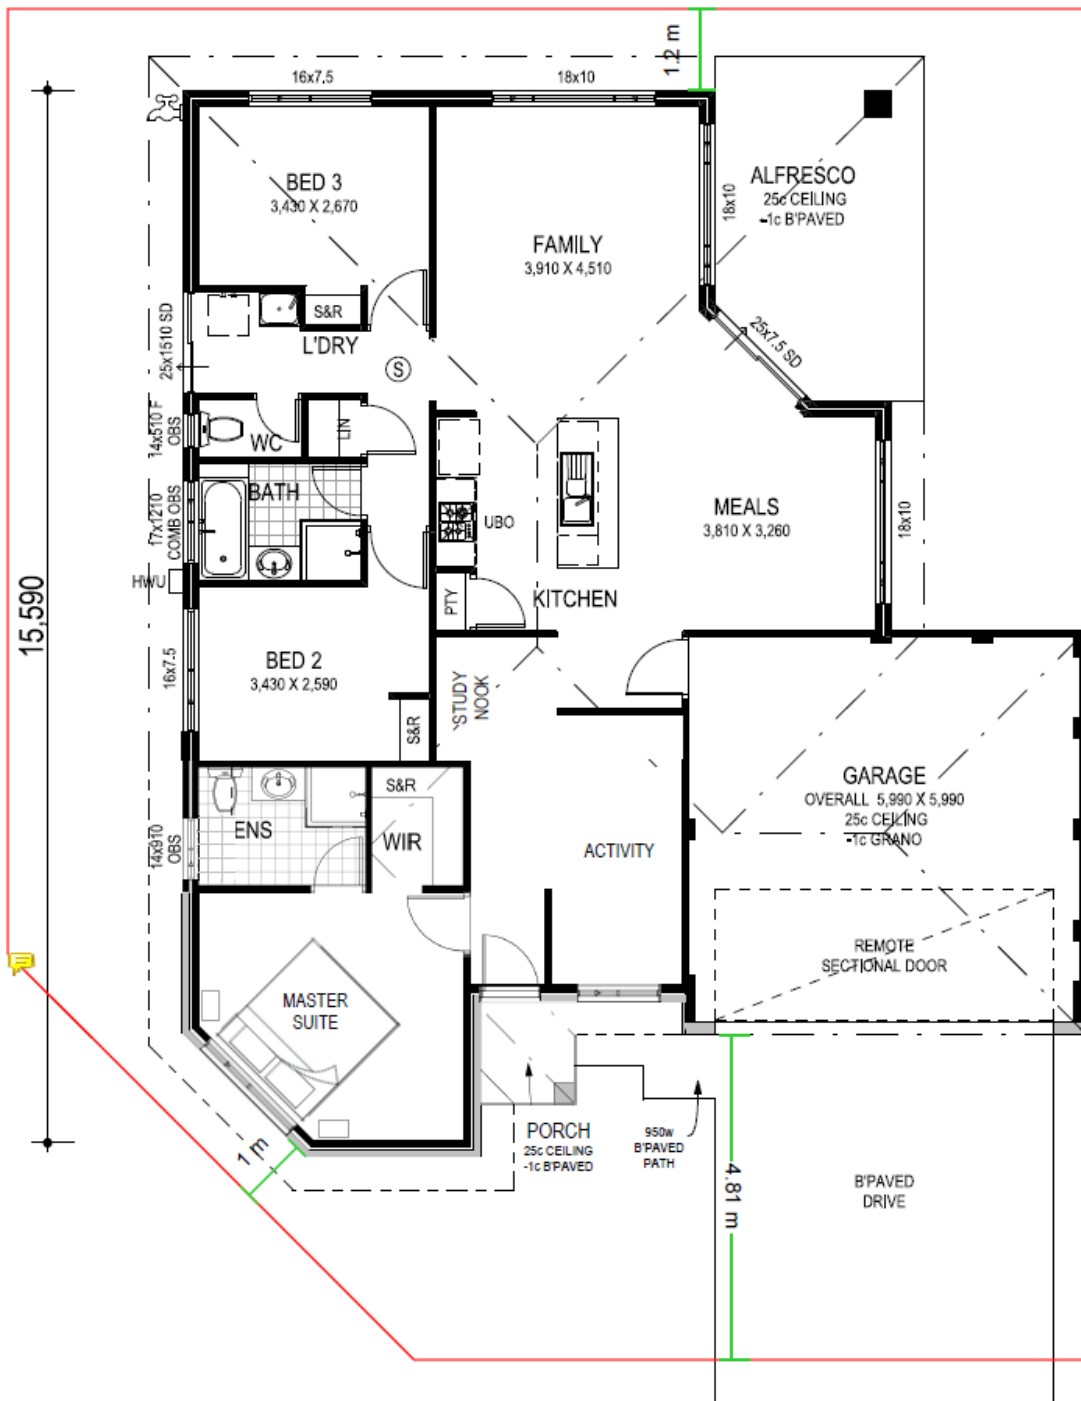 1.2 m
16x7.5
18x10
BED 3
3,430 X 2,670
FAMILY
3,910 X 4,510
18x10
ALFRESCO
25c CEILING
-1c B'PAVED
S&R
L'DRY
25x1510 SD
S
25x7.5 SD
14x510 F
OBS
WC
LIN
BATH
17x1210
COMB OBS
HWU
UBO
MEALS
3,810 X 3,260
18x10
PTY
KITCHEN
15,590
16x7.5
BED 2
3,430 X 2,590
S&R
STUDY
NOOK
GARAGE
OVERALL 5,990 X 5,990
25c CEILING
-1c GRANO
S&R
ENS
WIR
14x910
OBS
ACTIVITY
REMOTE
SECTIONAL DOOR
MASTER
SUITE
PORCH
25c CEILING
-1c B'PAVED
950w
B'PAVED
PATH
1 m
4.81 m
B'PAVED
DRIVE